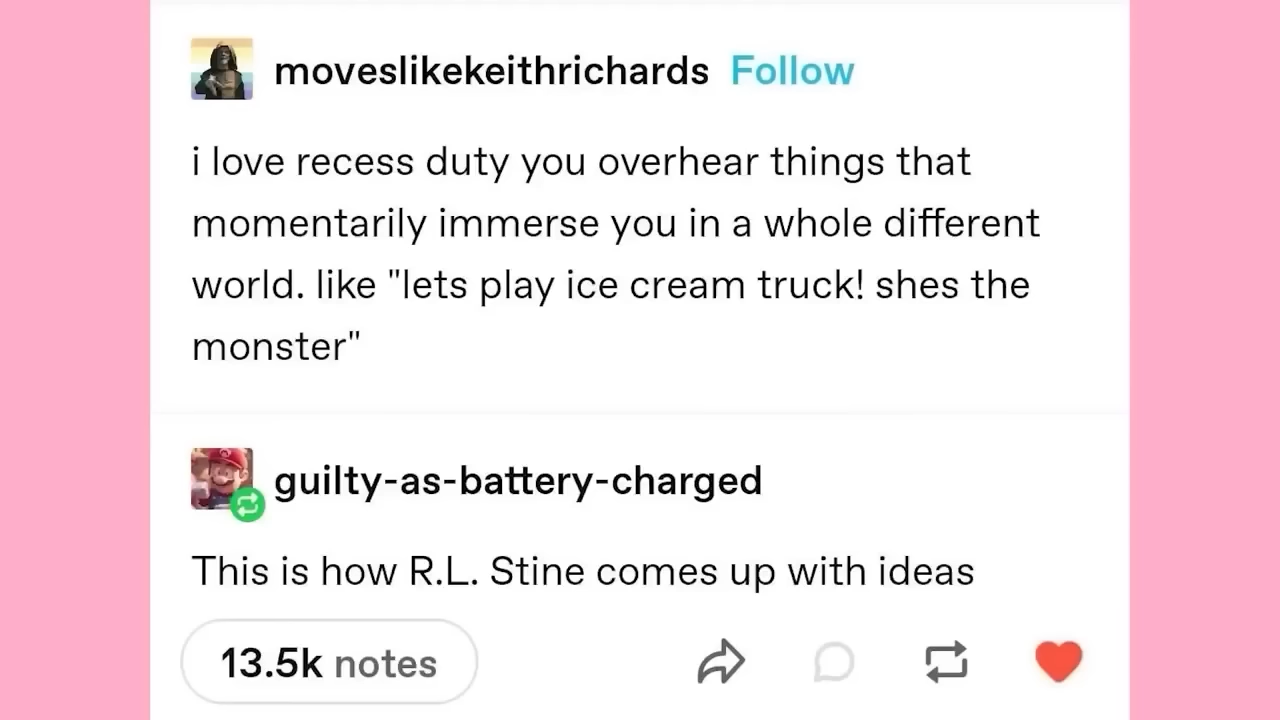 moveslikekeithrichards Follow
i love recess duty you overhear things that
momentarily immerse you in a whole different
world. like "lets play ice cream truck! shes the
monster"
guilty-as-battery-charged
This is how R.L. Stine comes up with ideas
13.5k notes